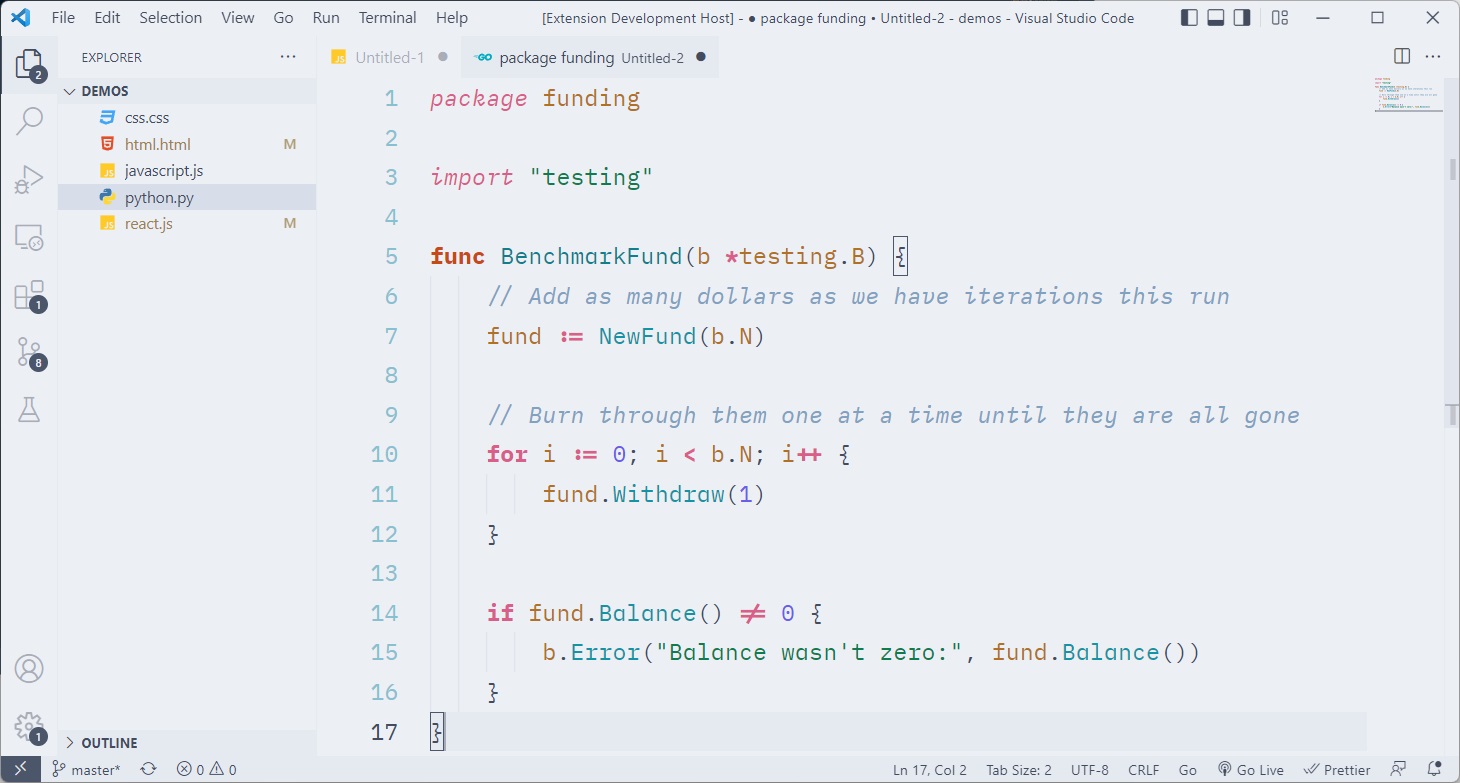 File Edit Selection View Go Run Terminal Help [Extension Development Host] - ● package funding • Untitled-2 - demos - Visual Studio Code
EXPLORER ···
DEMOS
css.css
html.html M
javascript.js
python.py
react.js M
OUTLINE
2
1
8
1
JS Untitled-1 ●
GO package funding Untitled-2 ●
1 package funding
2
3 import "testing"
4
5 func BenchmarkFund(b *testing.B) {
6 // Add as many dollars as we have iterations this run
7 fund := NewFund(b.N)
8
9 // Burn through them one at a time until they are all gone
10 for i := 0; i < b.N; i++ {
11 fund.Withdraw(1)
12 }
13
14 if fund.Balance() != 0 {
15 b.Error("Balance wasn't zero:", fund.Balance())
16 }
17 }
master* 0 0 Ln 17, Col 2 Tab Size: 2 UTF-8 CRLF Go Go Live Prettier